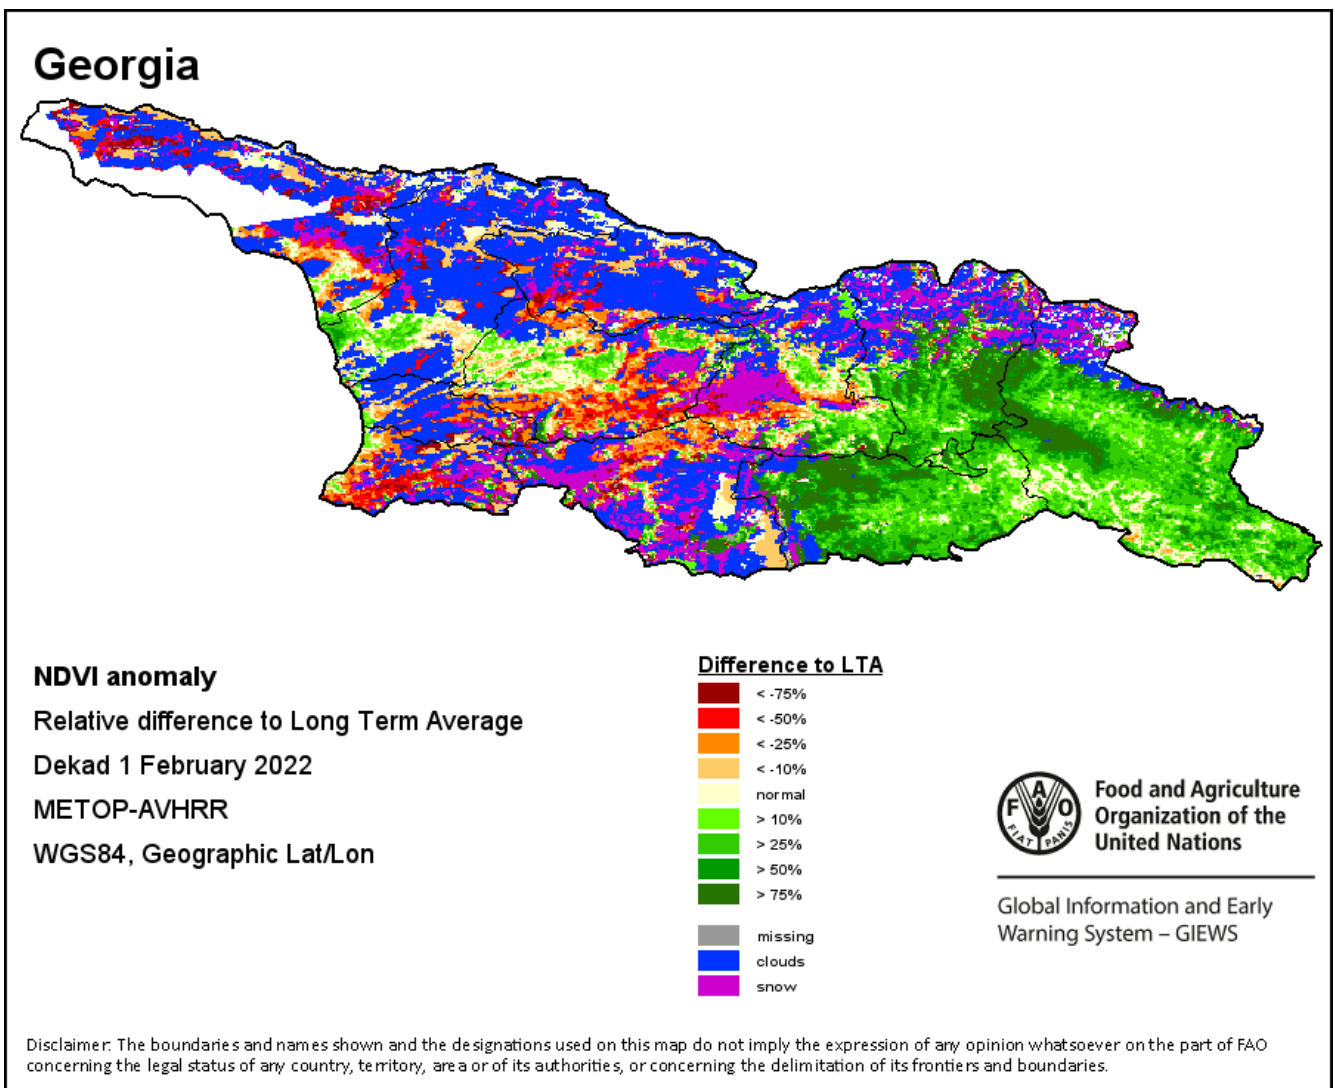 Georgia
NDVI anomaly
Relative difference to Long Term Average
Dekad 1 February 2022
METOP-AVHRR
WGS84, Geographic Lat/Lon
Difference to LTA
< -75%
< -50%
< -25%
< -10%
normal
> 10%
> 25%
> 50%
> 75%
missing
clouds
snow
F A O
FIAT PANIS
Food and Agriculture
Organization of the
United Nations
Global Information and Early
Warning System – GIEWS
Disclaimer: The boundaries and names shown and the designations used on this map do not imply the expression of any opinion whatsoever on the part of FAO
concerning the legal status of any country, territory, area or of its authorities, or concerning the delimitation of its frontiers and boundaries.